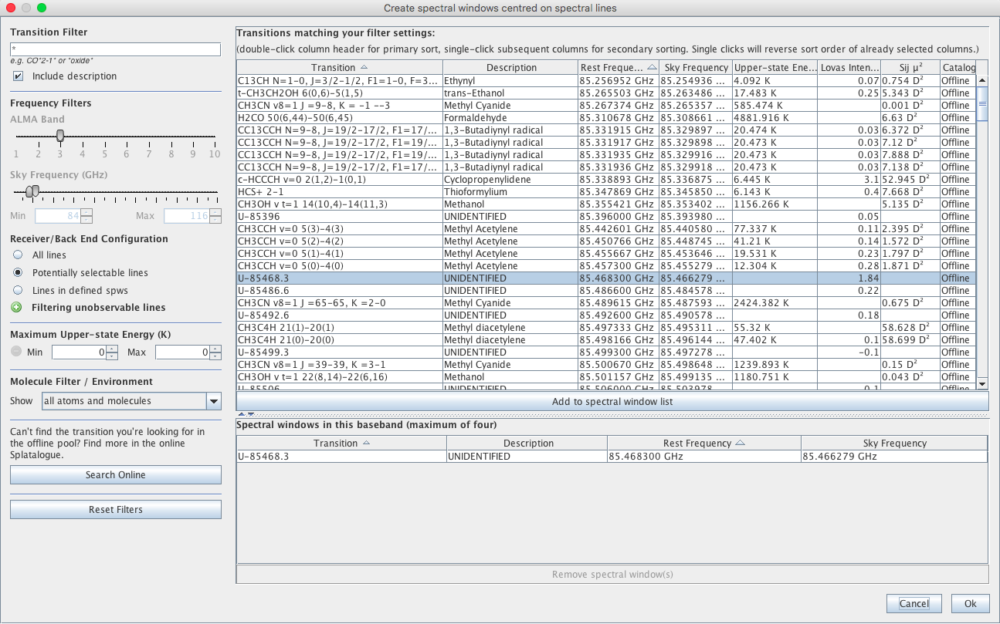 Create spectral windows centred on spectral lines
Transition Filter
*
e.g. CO*2-1* or *oxide*
Include description
Frequency Filters
ALMA Band
1 2 3 4 5 6 7 8 9 10
Sky Frequency (GHz)
Min 84 Max 116
Receiver/Back End Configuration
All lines
Potentially selectable lines
Lines in defined spws
Filtering unobservable lines
Maximum Upper-state Energy (K)
Min 0 Max 0
Molecule Filter / Environment
Show all atoms and molecules
Can't find the transition you're looking for in
the offline pool? Find more in the online
Splatalogue.
Search Online
Reset Filters
Transitions matching your filter settings:
(double-click column header for primary sort, single-click subsequent columns for secondary sorting. Single clicks will reverse sort order of already selected columns.)
Transition Description Rest Freque... Sky Frequency Upper-state Ene... Lovas Inten... Sij μ² Catalog
C13CH N=1-0, J=3/2-1/2, F1=1-0, F=3... Ethynyl 85.256952 GHz 85.254936 ... 4.092 K 0.07 0.754 D² Offline
t-CH3CH2OH 6(0,6)-5(1,5) trans-Ethanol 85.265503 GHz 85.263486 ... 17.483 K 0.25 5.343 D² Offline
CH3CN v8=1 J =9-8, K = -1 --3 Methyl Cyanide 85.267374 GHz 85.265357 ... 585.474 K 0.001 D² Offline
H2CO 50(6,44)-50(6,45) Formaldehyde 85.310678 GHz 85.308661 ... 4881.916 K 6.63 D² Offline
CC13CCH N=9-8, J=19/2-17/2, F1=17/... 1,3-Butadiynyl radical 85.331915 GHz 85.329897 ... 20.474 K 0.03 6.372 D² Offline
CC13CCH N=9-8, J=19/2-17/2, F1=17/... 1,3-Butadiynyl radical 85.331917 GHz 85.329898 ... 20.473 K 0.03 7.12 D² Offline
CC13CCH N=9-8, J=19/2-17/2, F1=19/... 1,3-Butadiynyl radical 85.331935 GHz 85.329916 ... 20.473 K 0.03 7.888 D² Offline
CC13CCH N=9-8, J=19/2-17/2, F1=17/... 1,3-Butadiynyl radical 85.331936 GHz 85.329918 ... 20.473 K 0.03 7.138 D² Offline
c-HCCCH v=0 2(1,2)-1(0,1) Cyclopropenylidene 85.338893 GHz 85.336875 ... 6.445 K 3.1 52.945 D² Offline
HCS+ 2-1 Thioformylium 85.347869 GHz 85.345850 ... 6.143 K 0.4 7.668 D² Offline
CH3OH v t=1 14(10,4)-14(11,3) Methanol 85.355421 GHz 85.353402 ... 1156.266 K 5.135 D² Offline
U-85396 UNIDENTIFIED 85.396000 GHz 85.393980 ... 0.05 Offline
CH3CCH v=0 5(3)-4(3) Methyl Acetylene 85.442601 GHz 85.440580 ... 77.337 K 0.11 2.395 D² Offline
CH3CCH v=0 5(2)-4(2) Methyl Acetylene 85.450766 GHz 85.448745 ... 41.21 K 0.14 1.572 D² Offline
CH3CCH v=0 5(1)-4(1) Methyl Acetylene 85.455667 GHz 85.453646 ... 19.531 K 0.23 1.797 D² Offline
CH3CCH v=0 5(0)-4(0) Methyl Acetylene 85.457300 GHz 85.455279 ... 12.304 K 0.28 1.871 D² Offline
U-85468.3 UNIDENTIFIED 85.468300 GHz 85.466279 ... 1.84 Offline
U-85486.6 UNIDENTIFIED 85.486600 GHz 85.484578 ... 0.22 Offline
CH3CN v8=1 J =65-65, K =2-0 Methyl Cyanide 85.489615 GHz 85.487593 ... 2424.382 K 0.675 D² Offline
U-85492.6 UNIDENTIFIED 85.492600 GHz 85.490578 ... 0.18 Offline
CH3C4H 21(1)-20(1) Methyl diacetylene 85.497333 GHz 85.495311 ... 55.32 K 58.628 D² Offline
CH3C4H 21(0)-20(0) Methyl diacetylene 85.498166 GHz 85.496144 ... 47.402 K 0.1 58.699 D² Offline
U-85499.3 UNIDENTIFIED 85.499300 GHz 85.497278 ... -0.1 Offline
CH3CN v8=1 J =39-39, K =3-1 Methyl Cyanide 85.500670 GHz 85.498648 ... 1239.893 K 0.15 D² Offline
CH3OH v t=1 22(8,14)-22(6,16) Methanol 85.501157 GHz 85.499135 ... 1180.751 K 0.043 D² Offline
U-85506 UNIDENTIFIED 85.506000 GHz 85.503978 ... 0.1 Offline
Add to spectral window list
Spectral windows in this baseband (maximum of four)
Transition Description Rest Frequency Sky Frequency
U-85468.3 UNIDENTIFIED 85.468300 GHz 85.466279 GHz
Remove spectral window(s)
Cancel Ok